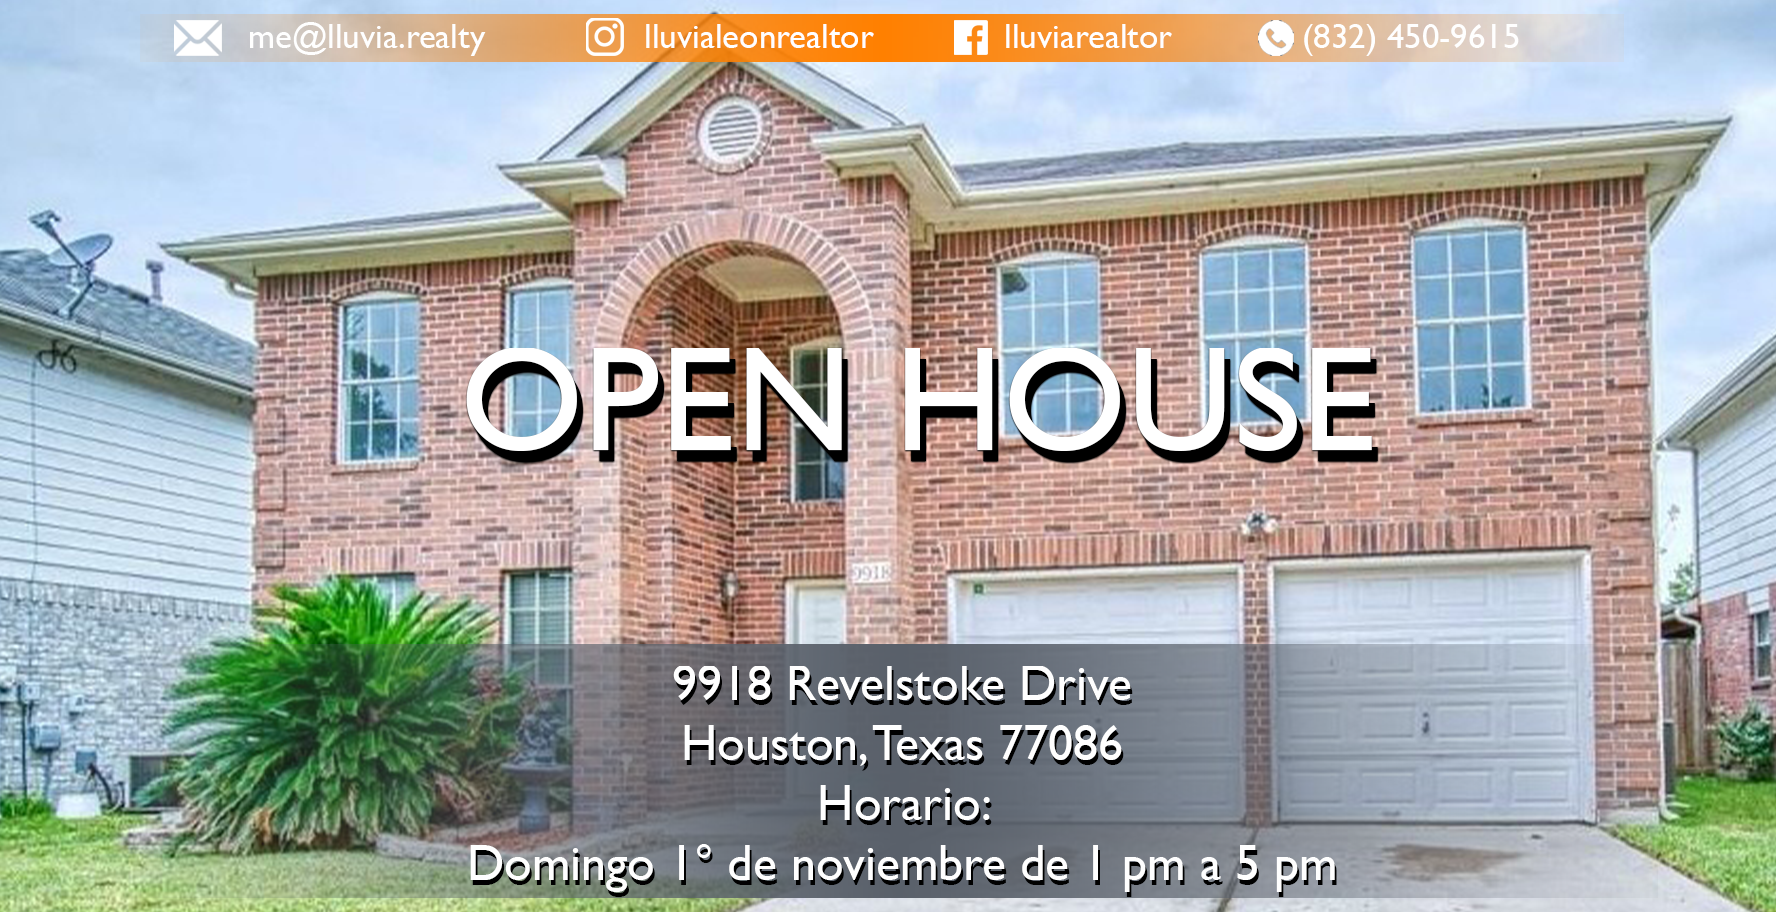 me@lluvia.realty lluvialeonrealtor lluviarealtor (832) 450-9615
OPEN HOUSE
9918
9918 Revelstoke Drive
Houston, Texas 77086
Horario:
Domingo 1° de noviembre de 1 pm a 5 pm